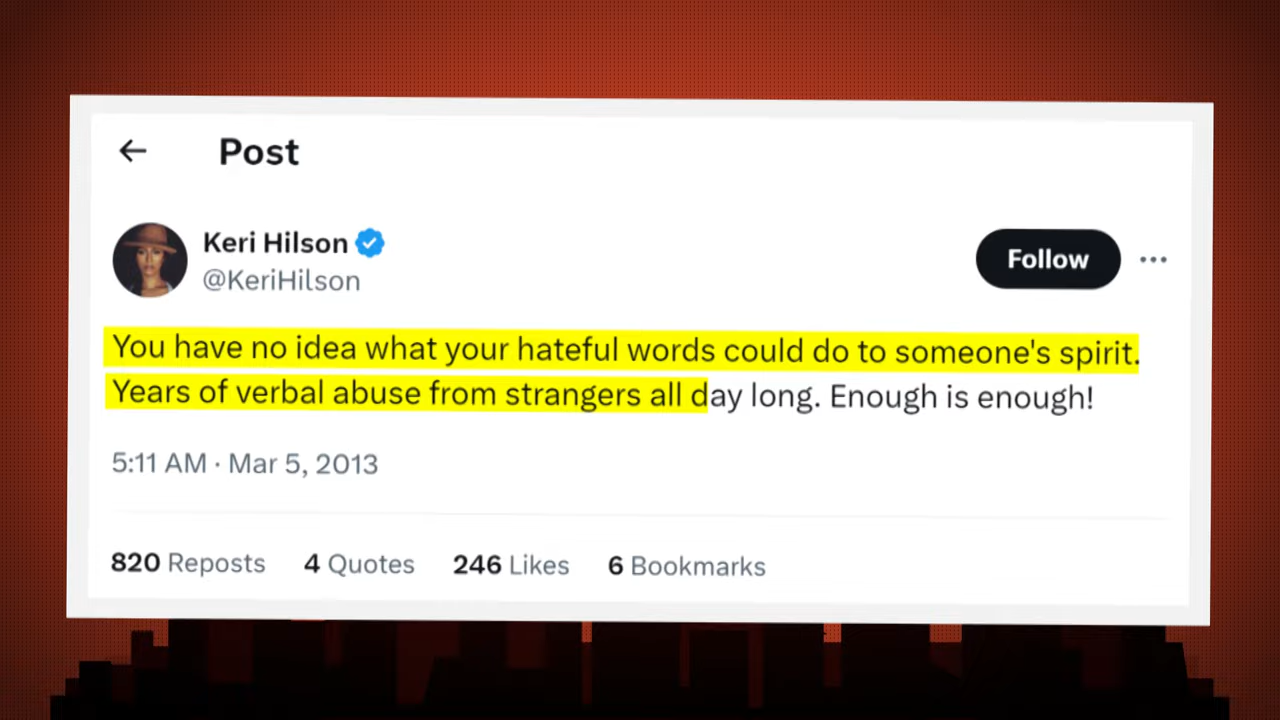 Post
Keri Hilson
@KeriHilson
Follow
You have no idea what your hateful words could do to someone's spirit.
Years of verbal abuse from strangers all day long. Enough is enough!
5:11 AM · Mar 5, 2013
820 Reposts 4 Quotes 246 Likes 6 Bookmarks